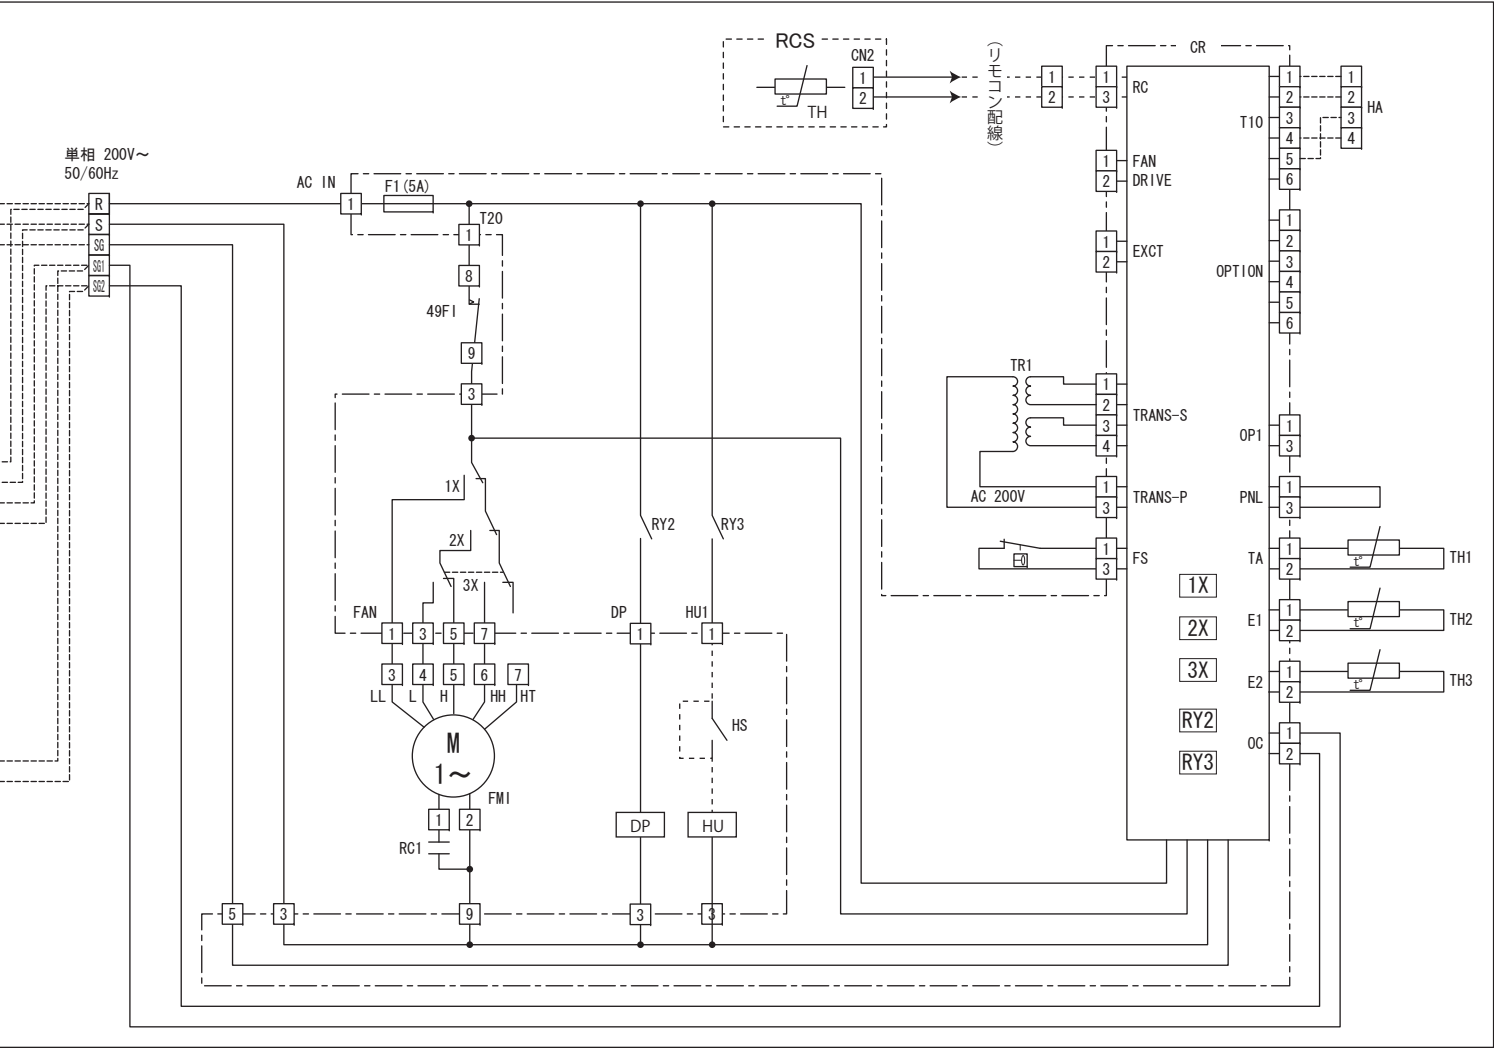 RCS
CN2
1
2
t°
TH
(リモコン配線)
1
2
CR
1
3
RC
T10
1
2
3
4
5
6
1
2
3
4
HA
単相 200V～
50/60Hz
R
S
SG
SG1
SG2
AC IN
1
F1(5A)
T20
1
8
49FI
9
3
1X
2X
3X
RY2
RY3
FAN
1
3
5
7
DP
1
HU1
1
3
4
5
6
7
LL
L
H
HH
HT
M
1～
FMI
1
2
RC1
HS
DP
HU
5
3
9
3
3
1
2
FAN
DRIVE
1
2
EXCT
OPTION
1
2
3
4
5
6
TR1
1
2
3
4
TRANS-S
AC 200V
1
3
TRANS-P
1
3
FS
OP1
1
3
PNL
1
3
TA
1
2
t°
TH1
E1
1
2
t°
TH2
E2
1
2
t°
TH3
OC
1
2
1X
2X
3X
RY2
RY3